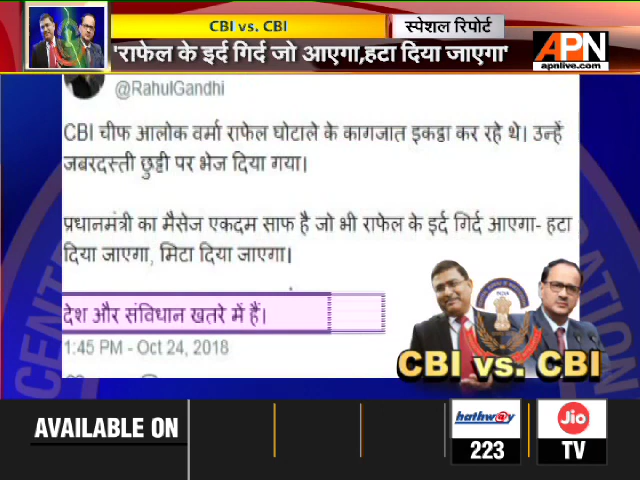 CBI vs. CBI
स्पेशल रिपोर्ट
'राफेल के इर्द गिर्द जो आएगा,हटा दिया जाएगा'
APN
apnlive.com
@RahulGandhi
CBI चीफ आलोक वर्मा राफेल घोटाले के कागजात इकट्ठा कर रहे थे। उन्हें
जबरदस्ती छुट्टी पर भेज दिया गया।
प्रधानमंत्री का मैसेज एकदम साफ है जो भी राफेल के इर्द गिर्द आएगा- हटा
दिया जाएगा, मिटा दिया जाएगा।
देश और संविधान खतरे में हैं।
1:45 PM - Oct 24, 2018
CBI vs. CBI
AVAILABLE ON
hathw@y
223
Jio
TV